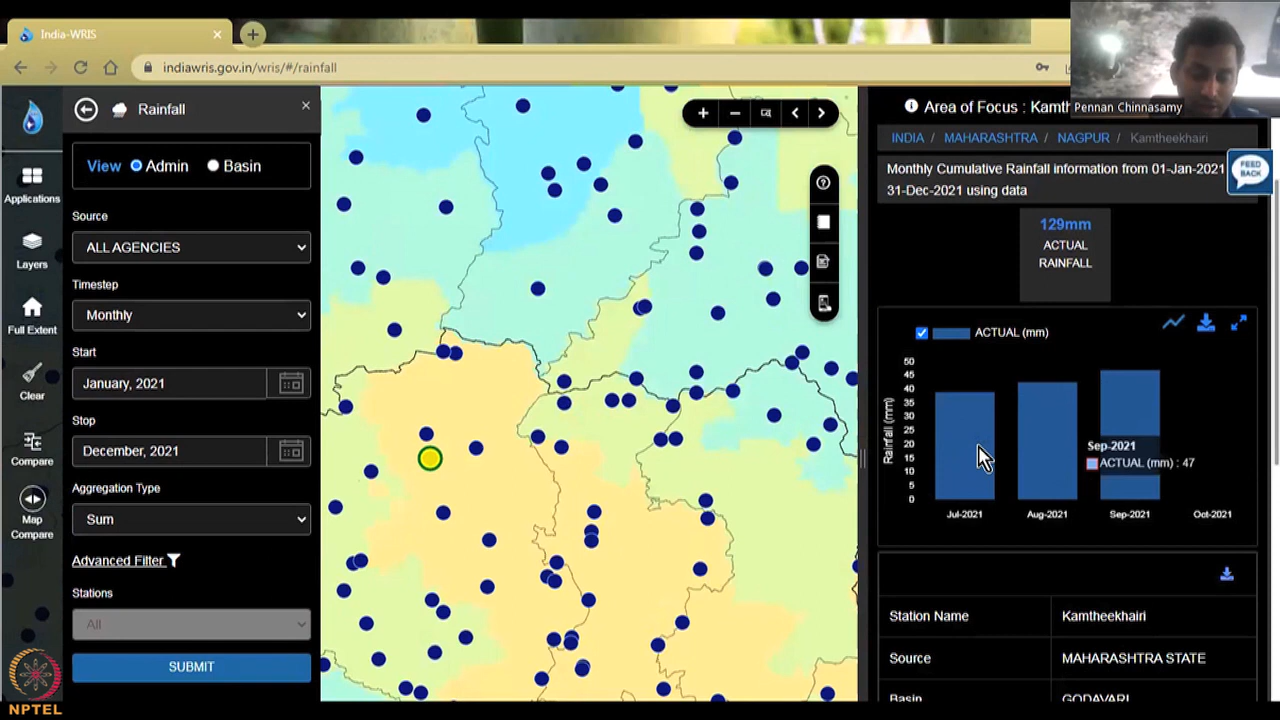 India-WRIS
indiawris.gov.in/wris/#/rainfall
Pennan Chinnasamy
Rainfall
Applications
Layers
Full Extent
Clear
Compare
Map
Compare
View Admin Basin
Source
ALL AGENCIES
Timestep
Monthly
Start
January, 2021
Stop
December, 2021
Aggregation Type
Sum
Advanced Filter
Stations
All
SUBMIT
NPTEL
Area of Focus : Kamth
INDIA / MAHARASHTRA / NAGPUR / Kamtheekhairi
Monthly Cumulative Rainfall information from 01-Jan-2021
31-Dec-2021 using data
FEED
BACK
129mm
ACTUAL
RAINFALL
ACTUAL (mm)
Rainfall (mm)
50
45
40
35
30
25
20
15
10
5
0
Sep-2021
ACTUAL (mm) : 47
Jul-2021 Aug-2021 Sep-2021 Oct-2021
Station Name Kamtheekhairi
Source MAHARASHTRA STATE
Basin GODAVARI